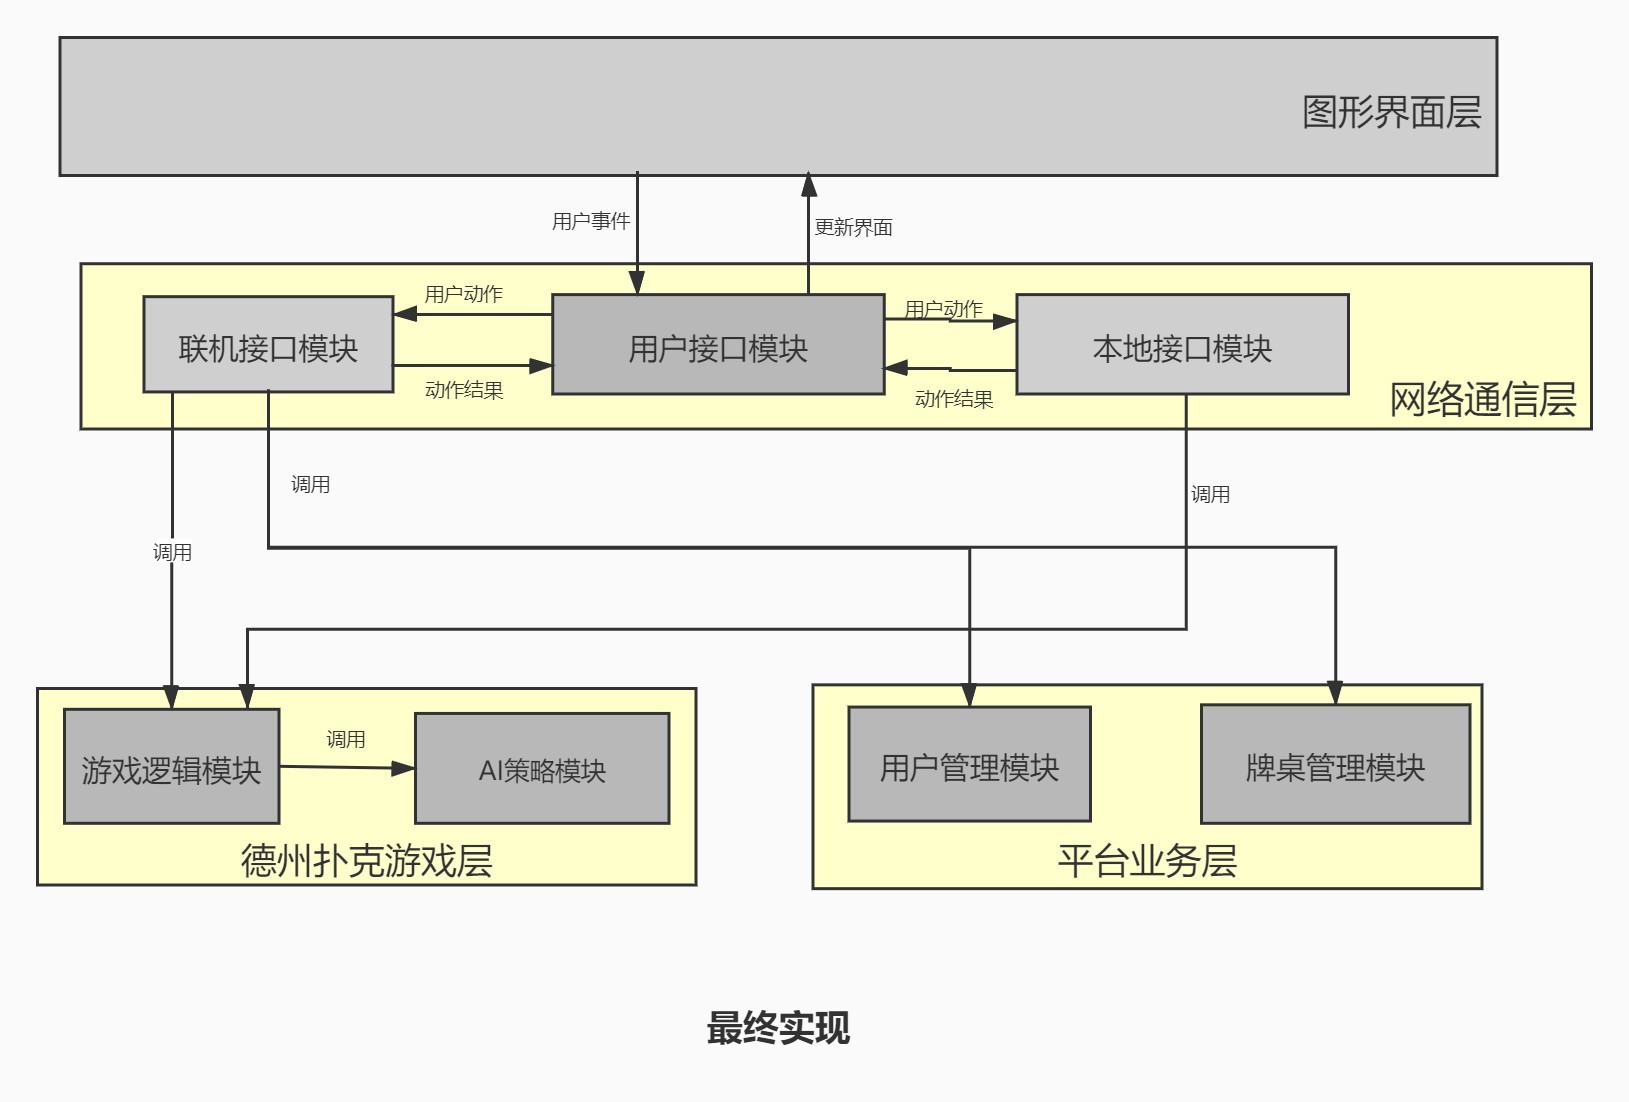 图形界面层
用户事件
更新界面
用户动作
用户动作
联机接口模块
用户接口模块
本地接口模块
动作结果
动作结果
网络通信层
调用
调用
调用
调用
游戏逻辑模块
AI策略模块
用户管理模块
牌桌管理模块
德州扑克游戏层
平台业务层
最终实现